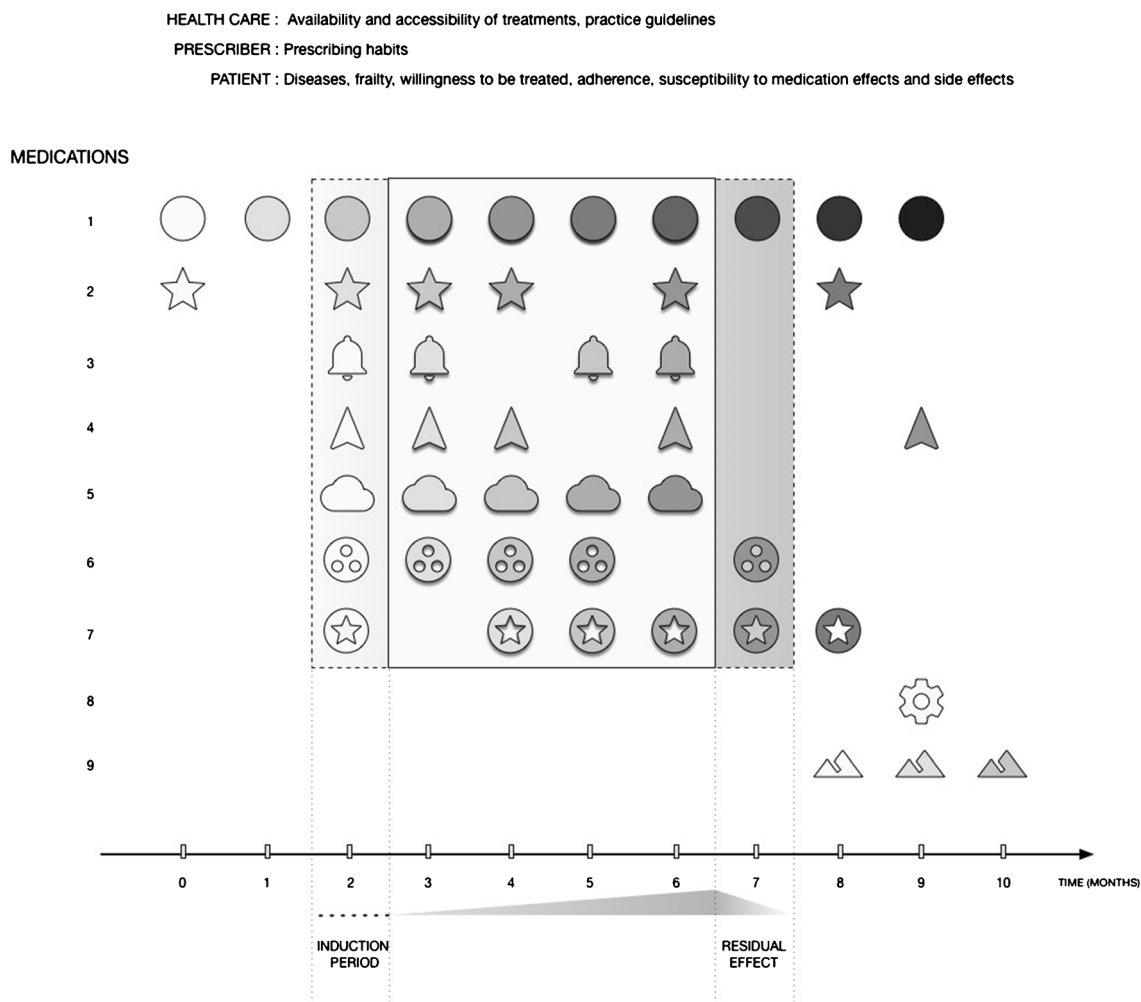 HEALTH CARE : Availability and accessibility of treatments, practice guidelines
PRESCRIBER : Prescribing habits
PATIENT : Diseases, frailty, willingness to be treated, adherence, susceptibility to medication effects and side effects
MEDICATIONS
1
2
3
4
5
6
7
8
9
0 1 2 3 4 5 6 7 8 9 10 TIME (MONTHS)
INDUCTION PERIOD
RESIDUAL EFFECT